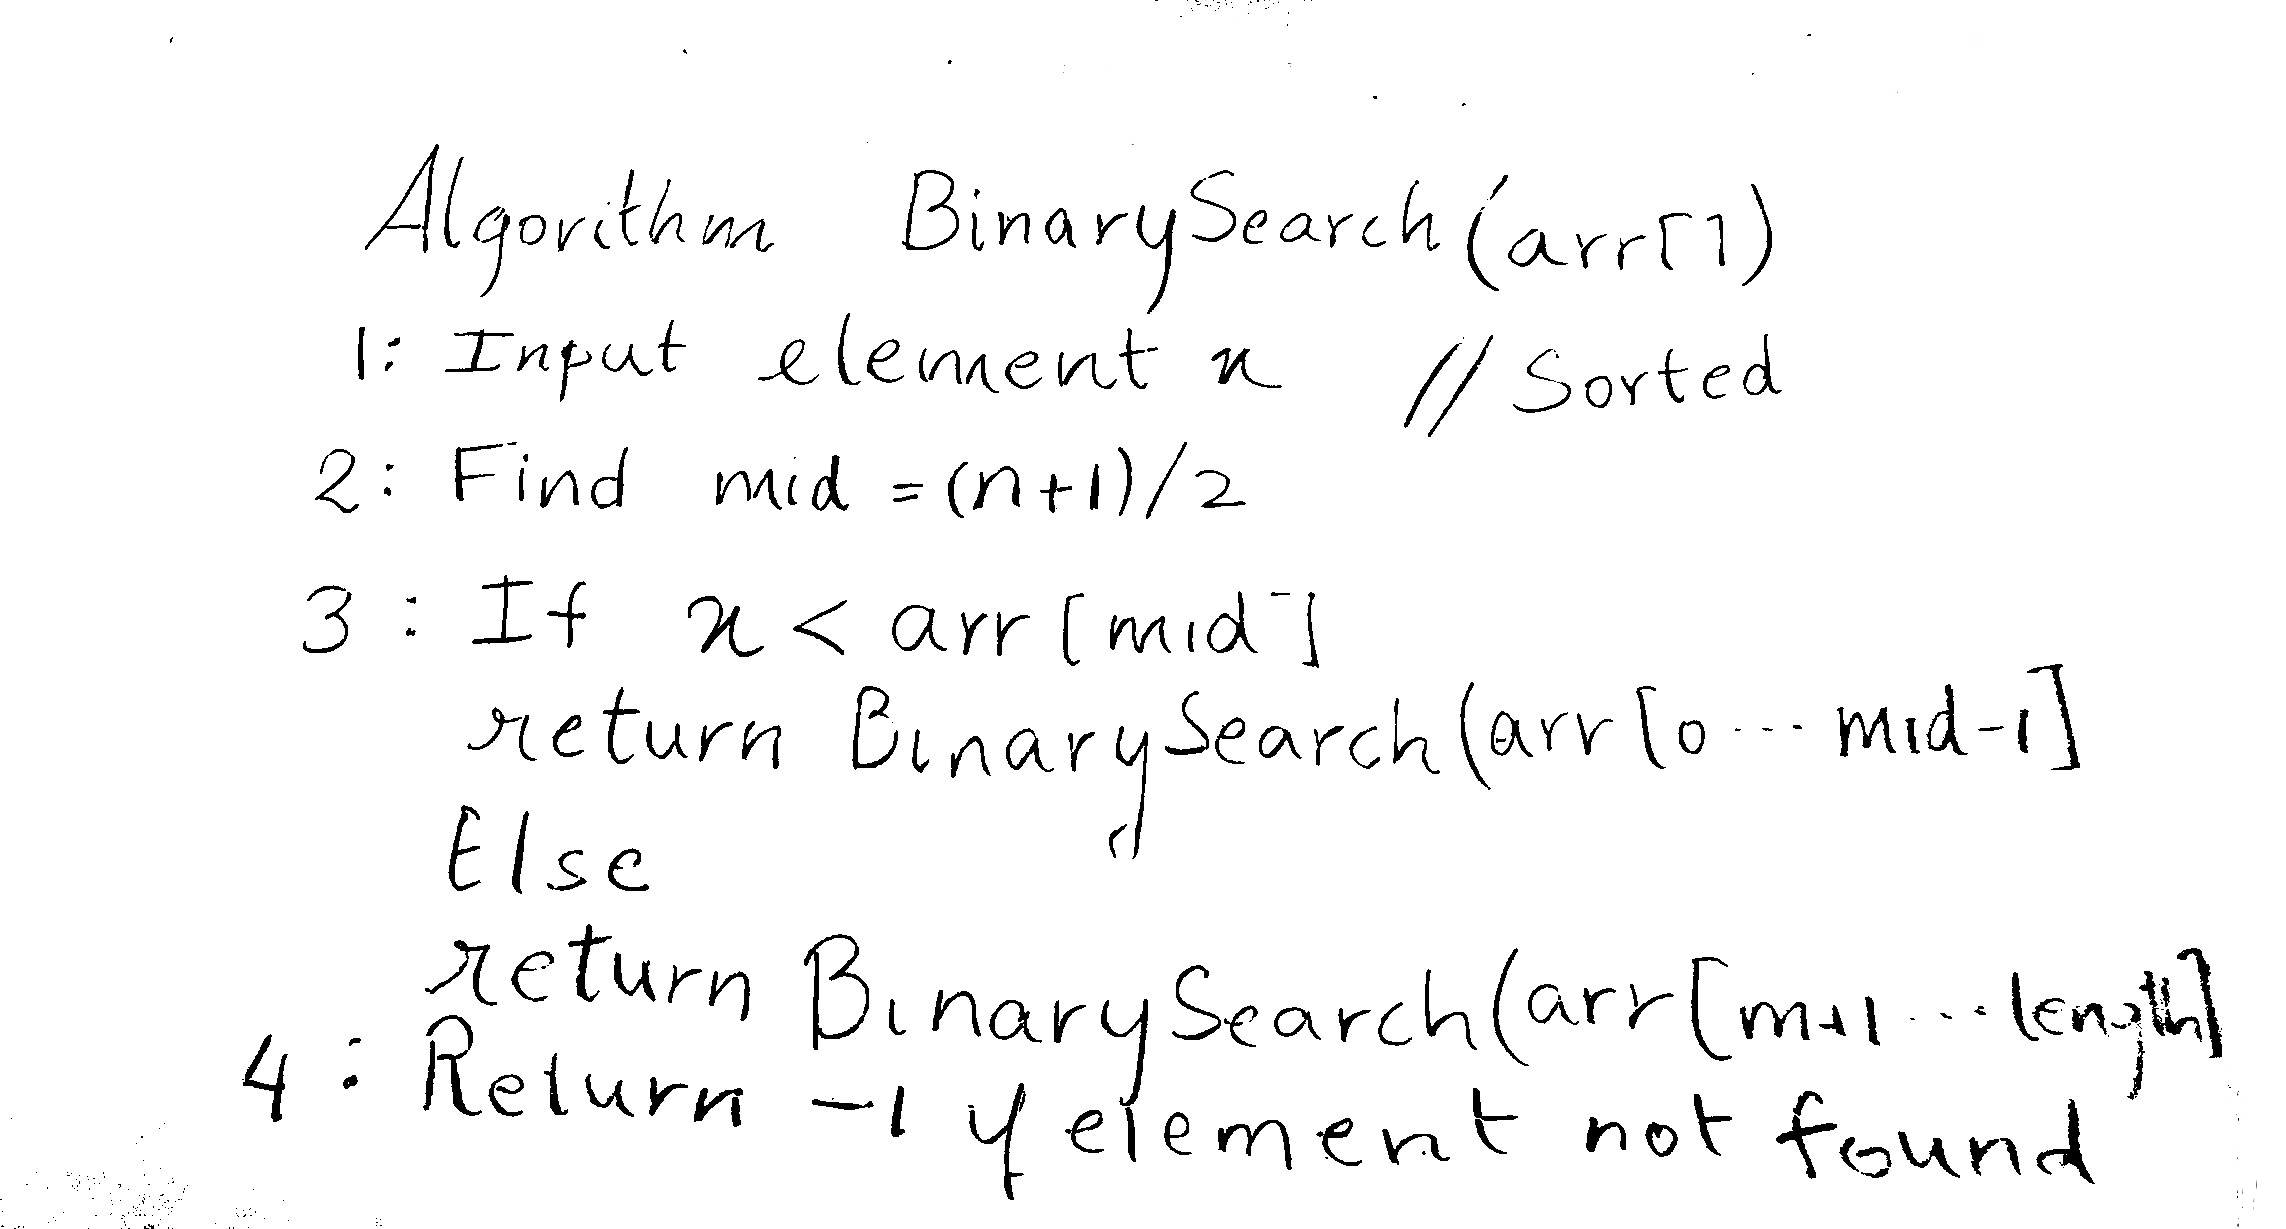 Algorithm BinarySearch(arr[])
1: Input element x // Sorted
2: Find mid = (n+1)/2
3: If x < arr[mid]
return BinarySearch(arr[0...mid-1]
Else
return BinarySearch(arr[m+1...length]
4: Return -1 if element not found